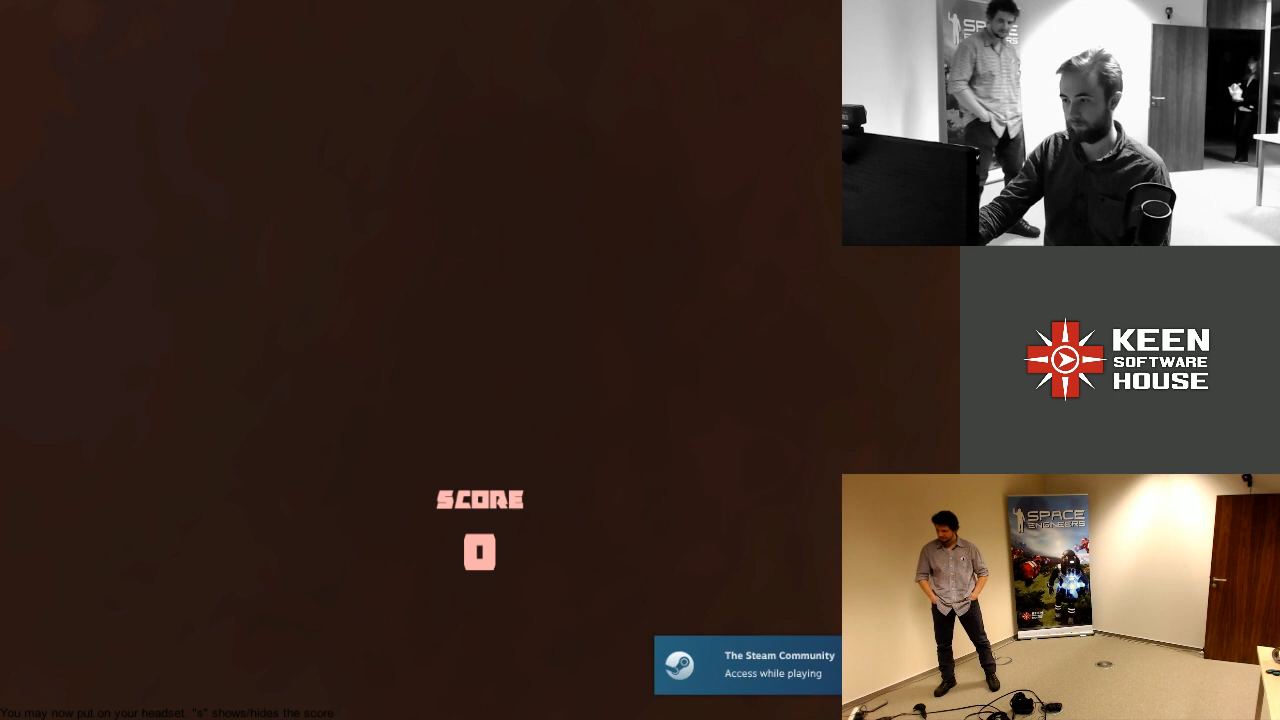 SCORE
0
The Steam Community
Access while playing
You may now put on your headset. "s" shows/hides the score
SPACE
KEEN
SOFTWARE
HOUSE
SPACE
ENGINEERS